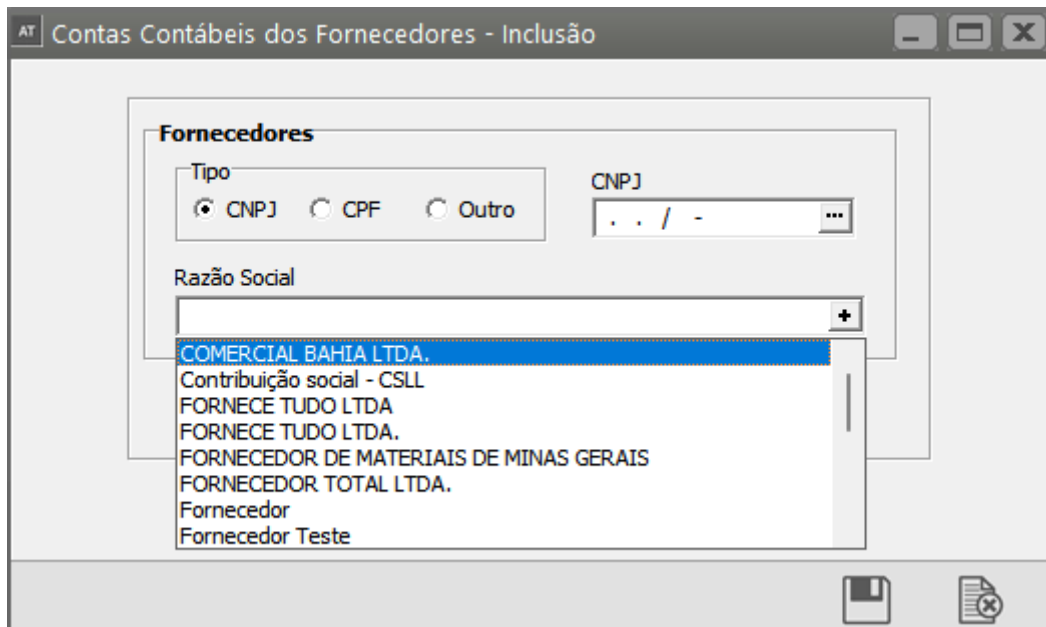 AT Contas Contábeis dos Fornecedores - Inclusão
Fornecedores
Tipo
CNPJ CPF Outro
CNPJ
. . / -
Razão Social
COMERCIAL BAHIA LTDA.
Contribuição social - CSLL
FORNECE TUDO LTDA
FORNECE TUDO LTDA.
FORNECEDOR DE MATERIAIS DE MINAS GERAIS
FORNECEDOR TOTAL LTDA.
Fornecedor
Fornecedor Teste